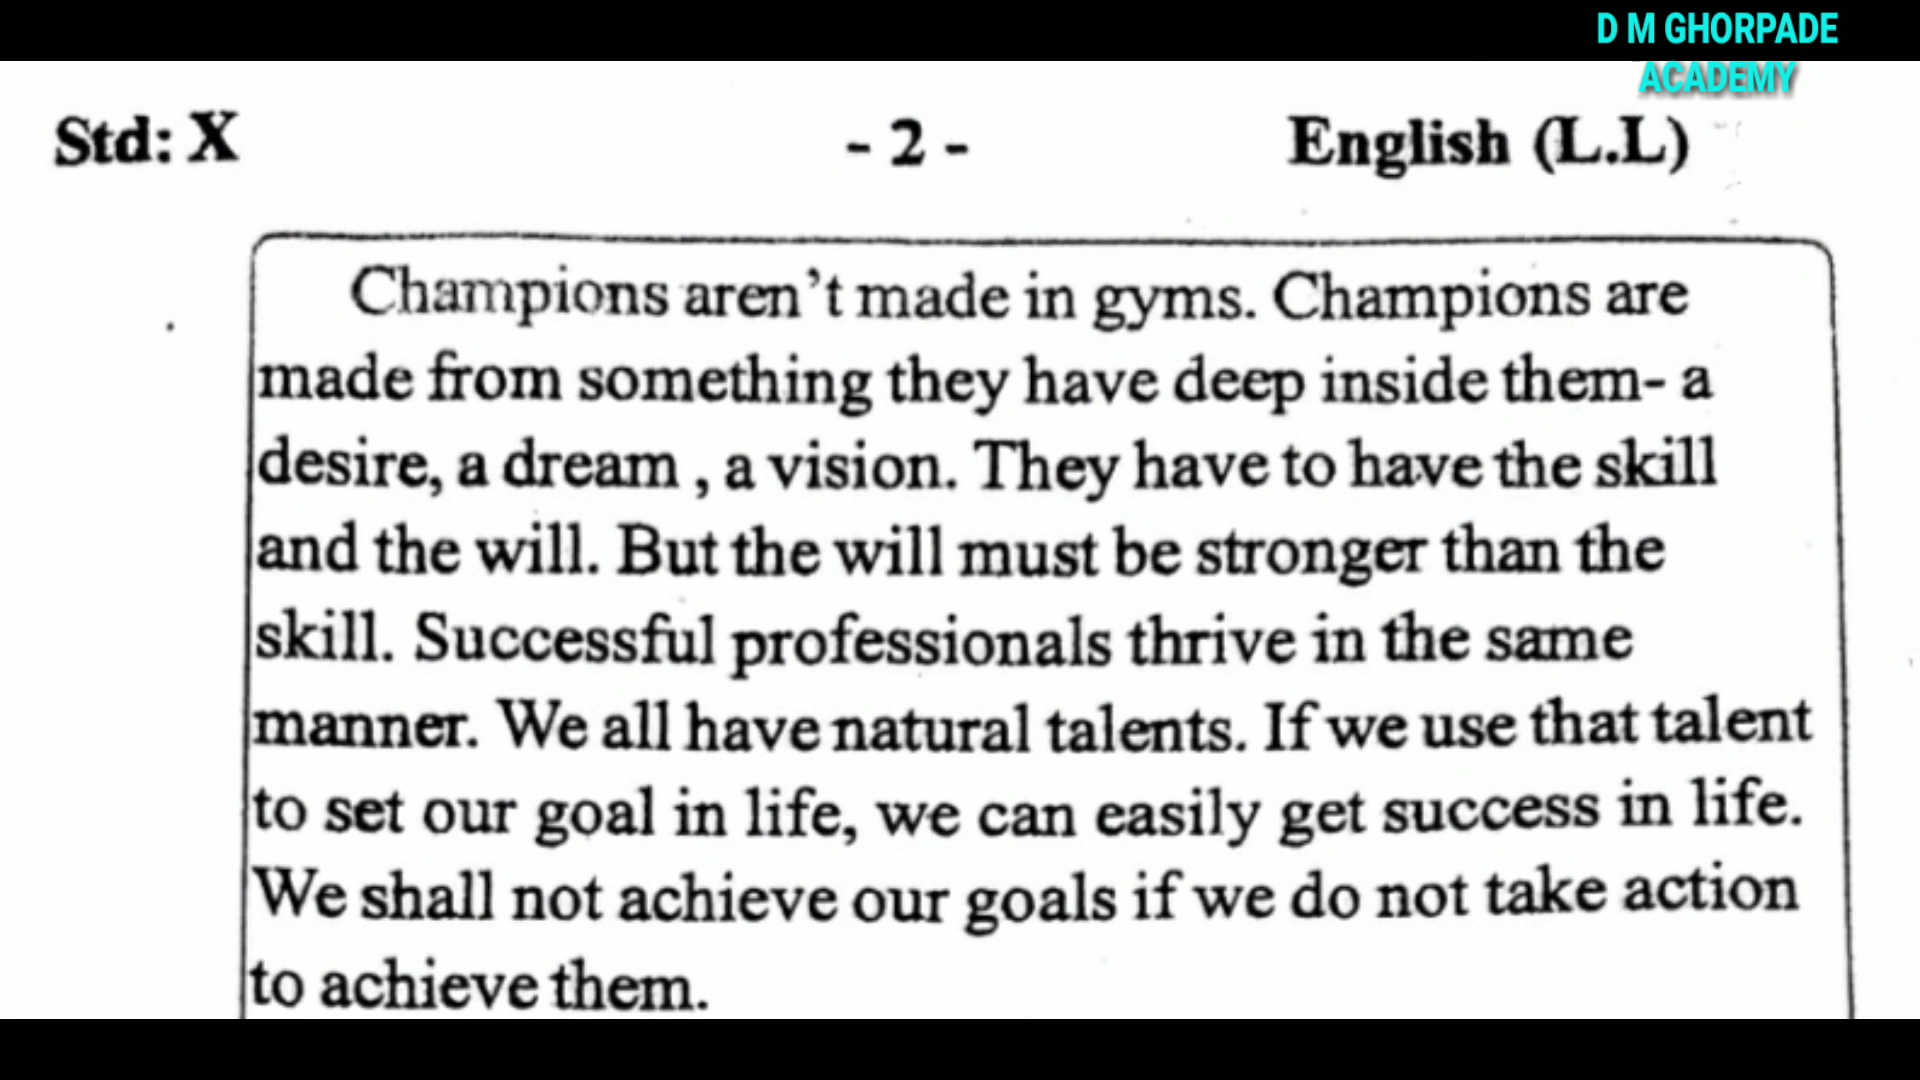 D M GHORPADE
ACADEMY
Std: X - 2 - English (L.L)
Champions aren't made in gyms. Champions are
made from something they have deep inside them- a
desire, a dream , a vision. They have to have the skill
and the will. But the will must be stronger than the
skill. Successful professionals thrive in the same
manner. We all have natural talents. If we use that talent
to set our goal in life, we can easily get success in life.
We shall not achieve our goals if we do not take action
to achieve them.